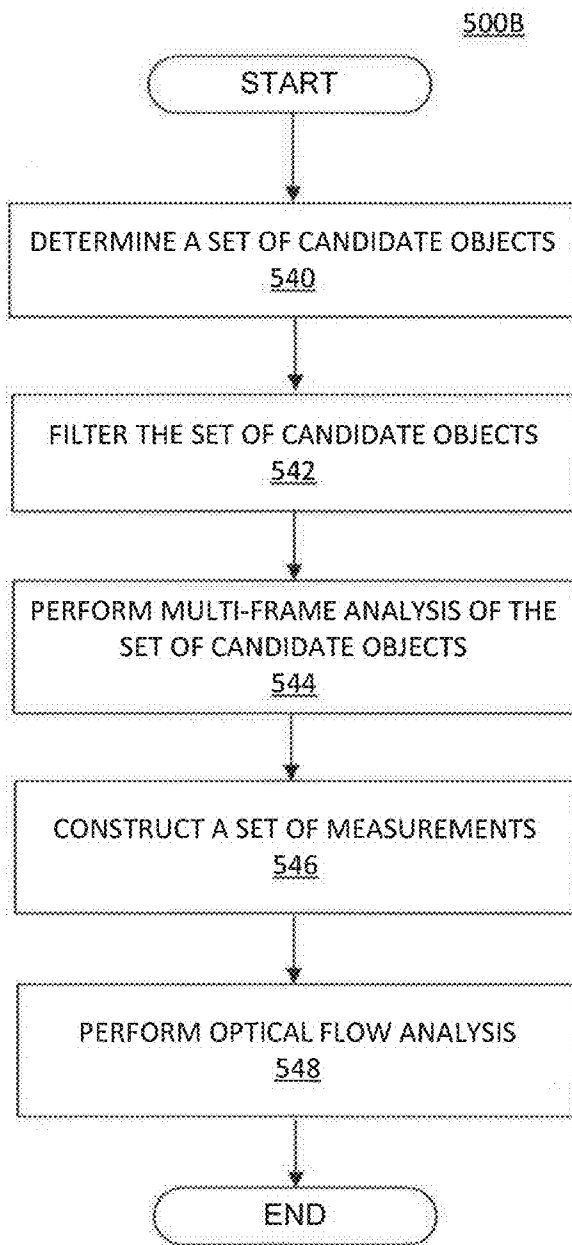 500B
START
DETERMINE A SET OF CANDIDATE OBJECTS
540
FILTER THE SET OF CANDIDATE OBJECTS
542
PERFORM MULTI-FRAME ANALYSIS OF THE
SET OF CANDIDATE OBJECTS
544
CONSTRUCT A SET OF MEASUREMENTS
546
PERFORM OPTICAL FLOW ANALYSIS
548
END